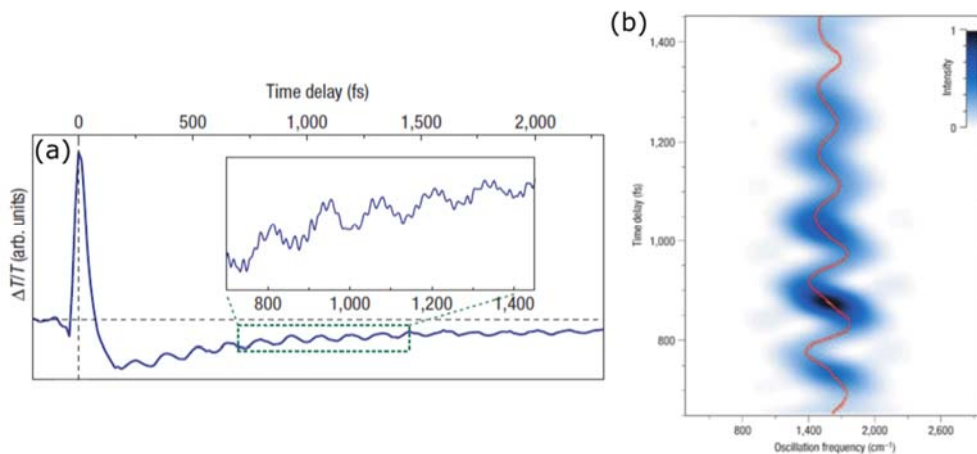 Time delay (fs)
0 500 1,000 1,500 2,000
(a)
ΔT/T (arb. units)
800 1,000 1,200 1,400
(b)
1,400
1,200
1,000
800
Time delay (fs)
1
Intensity
0
800 1,400 2,000 2,600
Oscillation frequency (cm⁻¹)